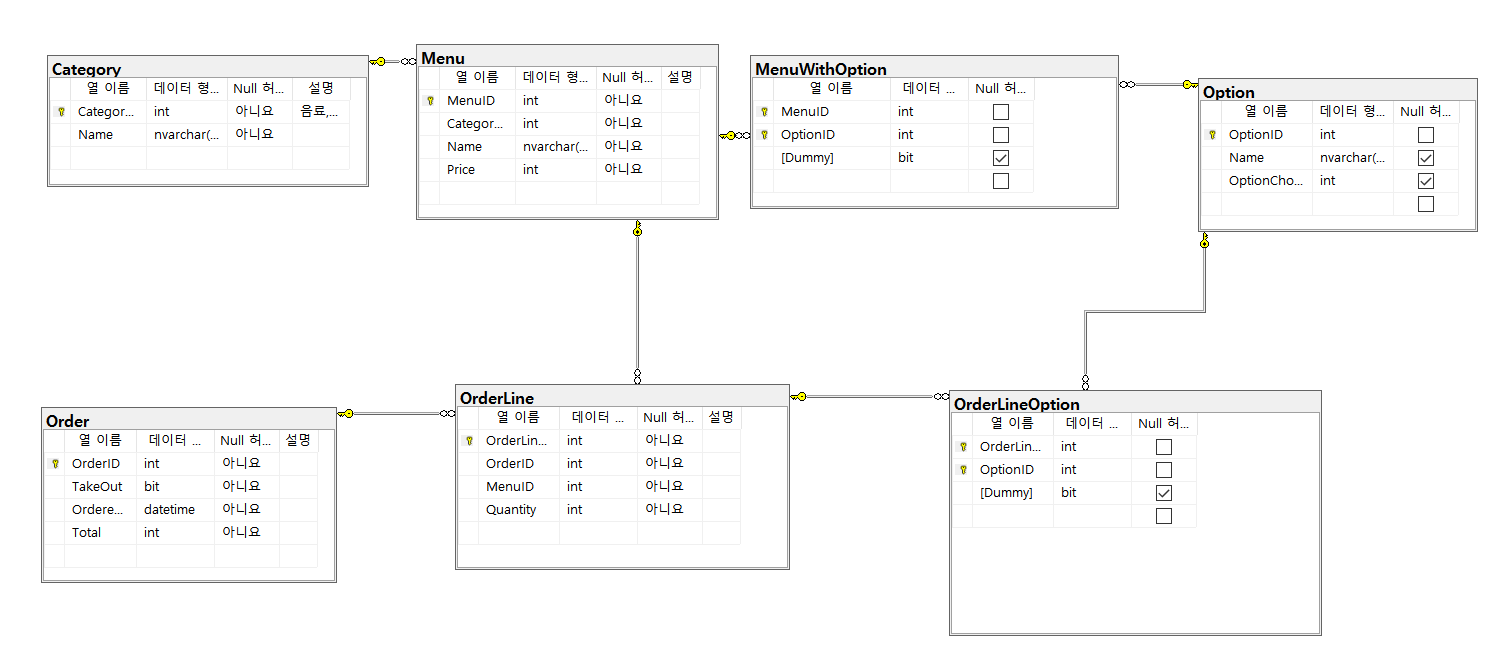 Category
열 이름 데이터 형... Null 허... 설명
Categor... int 아니요 음료,...
Name nvarchar(... 아니요
Menu
열 이름 데이터 형... Null 허... 설명
MenuID int 아니요
Categor... int 아니요
Name nvarchar(... 아니요
Price int 아니요
MenuWithOption
열 이름 데이터 ... Null 허...
MenuID int
OptionID int
[Dummy] bit
Option
열 이름 데이터 형... Null 허...
OptionID int
Name nvarchar(...
OptionCho... int
Order
열 이름 데이터 ... Null 허... 설명
OrderID int 아니요
TakeOut bit 아니요
Ordere... datetime 아니요
Total int 아니요
OrderLine
열 이름 데이터 ... Null 허... 설명
OrderLin... int 아니요
OrderID int 아니요
MenuID int 아니요
Quantity int 아니요
OrderLineOption
열 이름 데이터 ... Null 허...
OrderLin... int
OptionID int
[Dummy] bit